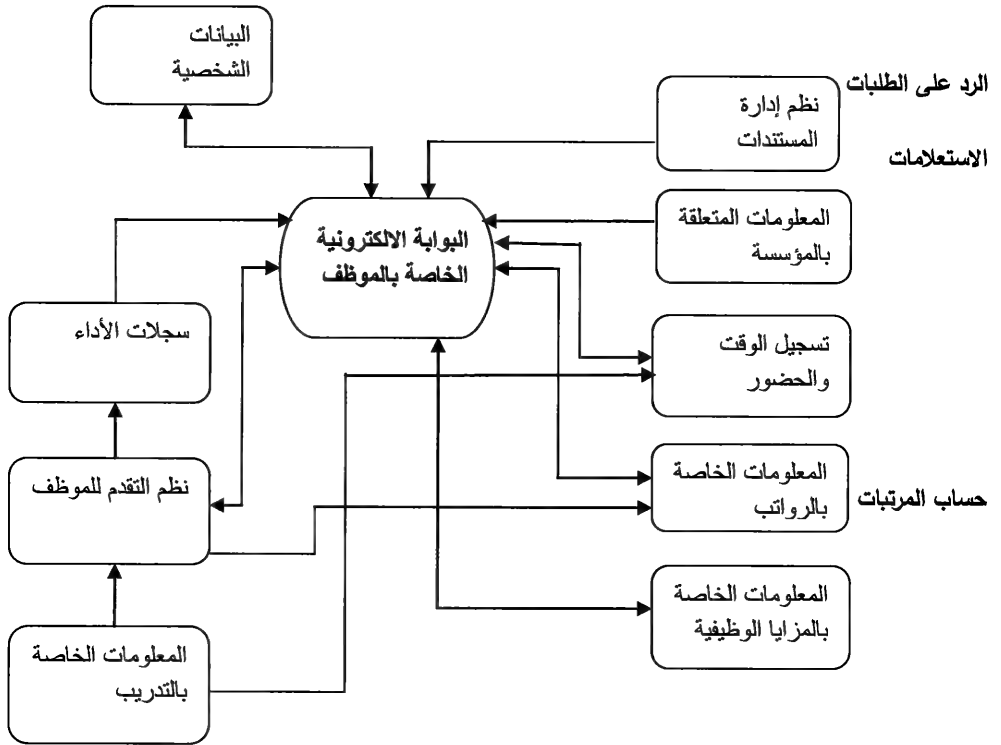 البيانات
الشخصية
الرد على الطلبات
نظم إدارة
المستندات
الاستعلامات
المعلومات المتعلقة
بالمؤسسة
البوابة الالكترونية
الخاصة بالموظف
سجلات الأداء
تسجيل الوقت
والحضور
نظم التقدم للموظف
المعلومات الخاصة
بالرواتب
حساب المرتبات
المعلومات الخاصة
بالمزايا الوظيفية
المعلومات الخاصة
بالتدريب